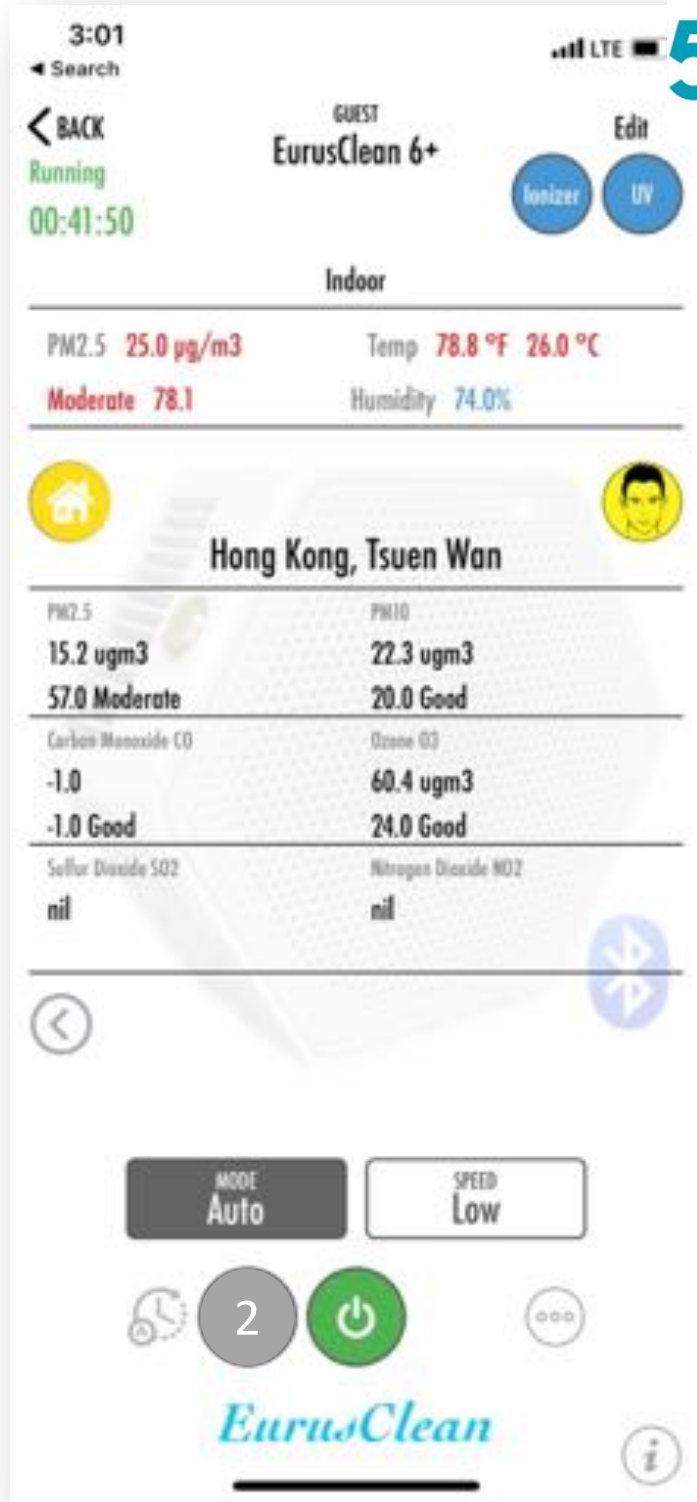 3:01
LTE
5
◀ Search
BACK
GUEST
EurusClean 6+
Edit
Running
00:41:50
Ionizer
UV
Indoor
PM2.5 25.0 µg/m3
Temp 78.8 °F 26.0 °C
Moderate 78.1
Humidity 74.0%
Hong Kong, Tsuen Wan
PM2.5
PM10
15.2 ugm3
22.3 ugm3
57.0 Moderate
20.0 Good
Carbon Monoxide CO
Ozone O3
-1.0
60.4 ugm3
-1.0 Good
24.0 Good
Sulfur Dioxide SO2
Nitrogen Dioxide NO2
nil
nil
MODE
Auto
SPEED
Low
A
2
EurusClean
i